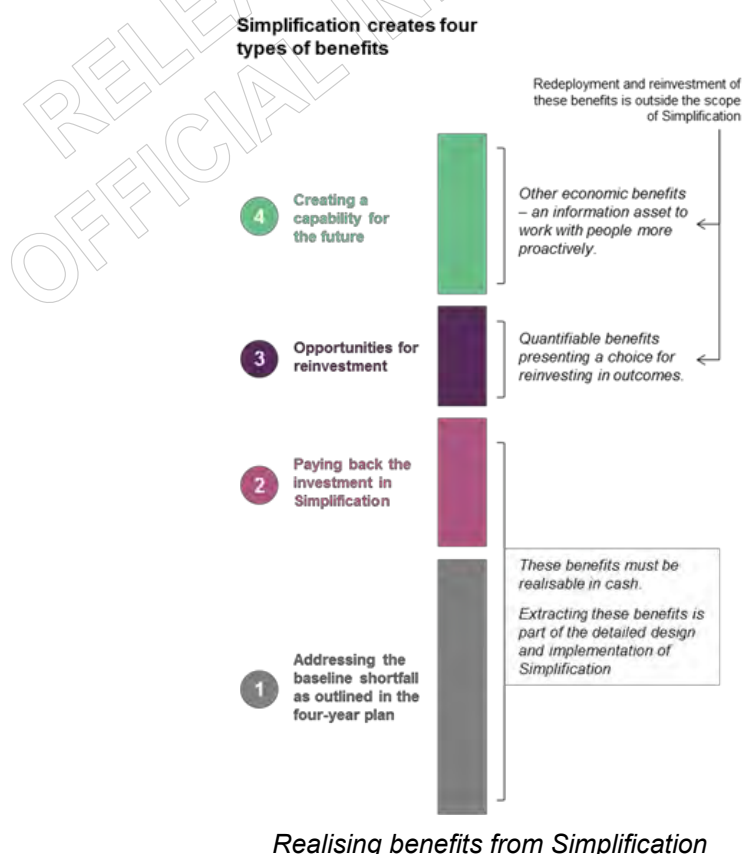 Simplification creates four
types of benefits
Redeployment and reinvestment of
these benefits is outside the scope
of Simplification
4
Creating a
capability for
the future
Other economic benefits
– an information asset to
work with people more
proactively.
3
Opportunities for
reinvestment
Quantifiable benefits
presenting a choice for
reinvesting in outcomes.
2
Paying back the
investment in
Simplification
These benefits must be
realisable in cash.
Extracting these benefits is
part of the detailed design
and implementation of
Simplification
1
Addressing the
baseline shortfall
as outlined in the
four-year plan
Realising benefits from Simplification
OFFICIAL